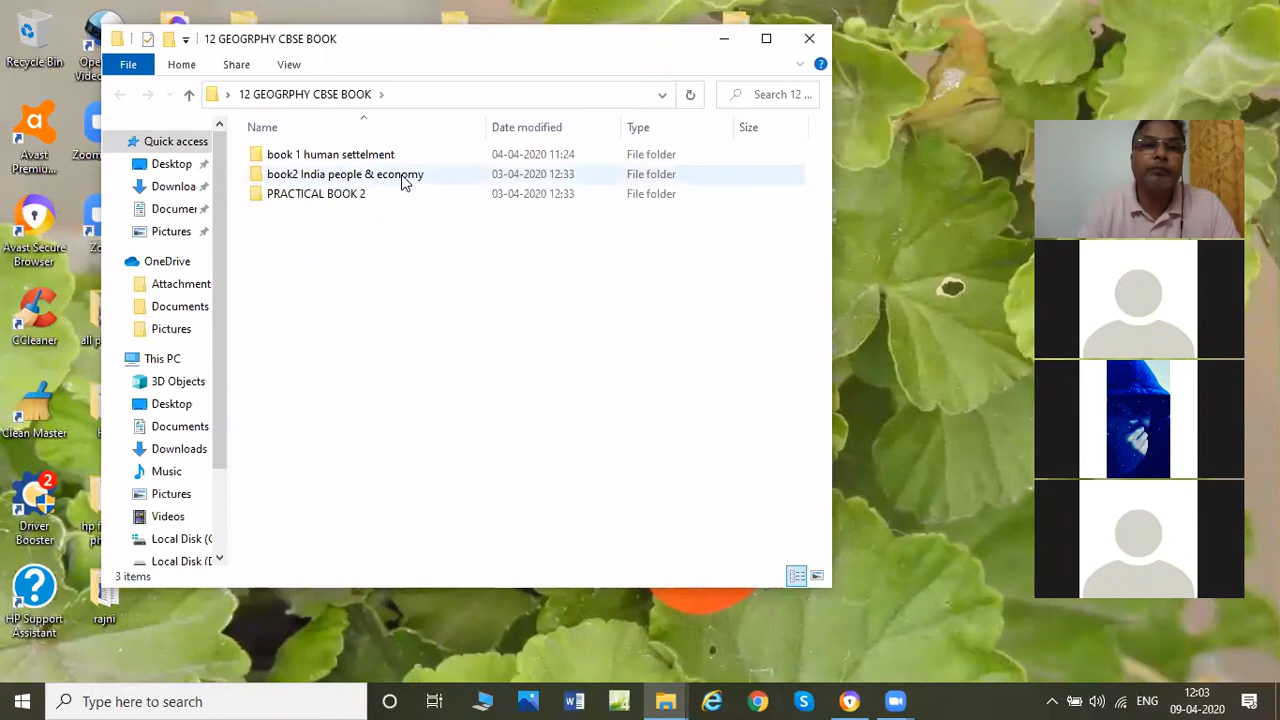 12 GEOGRPHY CBSE BOOK
File Home Share View
12 GEOGRPHY CBSE BOOK
Search 12 ...
Name Date modified Type Size
book 1 human settelment 04-04-2020 11:24 File folder
book2 India people & economy 03-04-2020 12:33 File folder
PRACTICAL BOOK 2 03-04-2020 12:33 File folder
Quick access
Desktop
Downloa
Documer
Pictures
OneDrive
Attachment
Documents
Pictures
This PC
3D Objects
Desktop
Documents
Downloads
Music
Pictures
Videos
Local Disk (
Local Disk (
3 items
Recycle Bin
Avast
Premiu...
Avast Secure
Browser
CCleaner
Clean Master
2
Driver
Booster
HP Support
Assistant
Ope
Video
Zoom
all p
hp f
rajni
Type here to search
ENG
12:03
09-04-2020